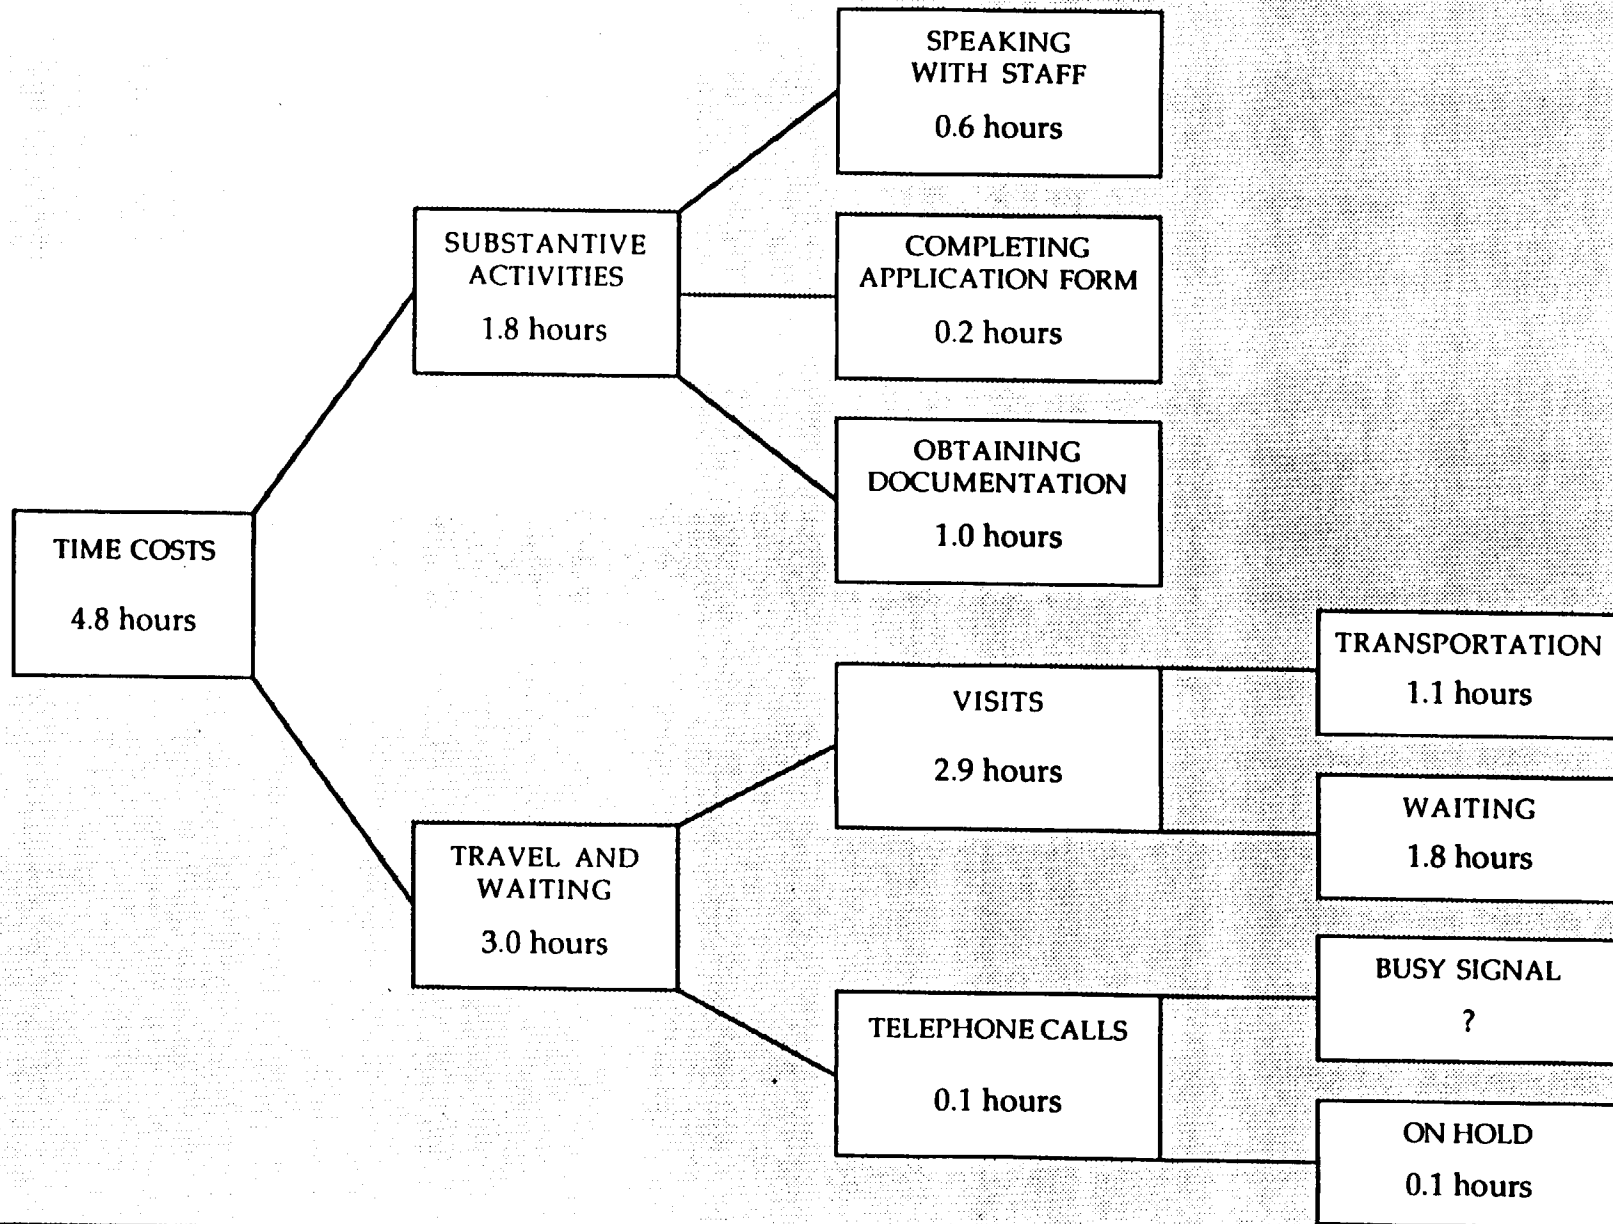 SPEAKING
WITH STAFF
0.6 hours
SUBSTANTIVE
ACTIVITIES
1.8 hours
COMPLETING
APPLICATION FORM
0.2 hours
OBTAINING
DOCUMENTATION
1.0 hours
TIME COSTS
4.8 hours
TRAVEL AND
WAITING
3.0 hours
VISITS
2.9 hours
TRANSPORTATION
1.1 hours
WAITING
1.8 hours
TELEPHONE CALLS
0.1 hours
BUSY SIGNAL
?
ON HOLD
0.1 hours